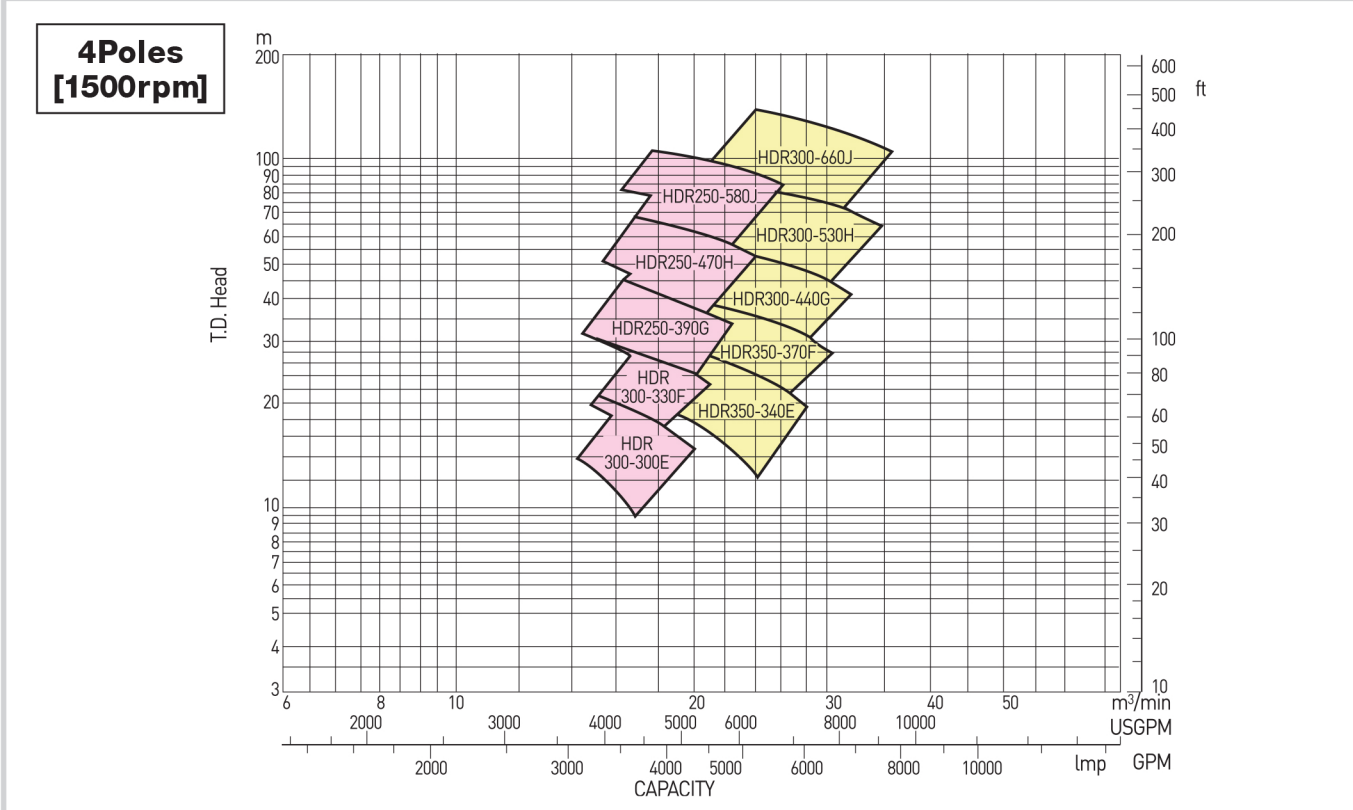 4Poles
[1500rpm]
m
200
100
90
80
70
60
50
40
30
20
10
9
8
7
6
5
4
3
T.D. Head
600
500
ft
400
300
200
100
80
60
50
40
30
20
10
HDR300-660J
HDR250-580J
HDR300-530H
HDR250-470H
HDR300-440G
HDR250-390G
HDR350-370F
HDR
300-330F
HDR350-340E
HDR
300-300E
6 8 10 20 30 40 50 m³/min
2000 3000 4000 5000 6000 8000 10000 USGPM
2000 3000 4000 5000 6000 8000 10000 lmp GPM
CAPACITY